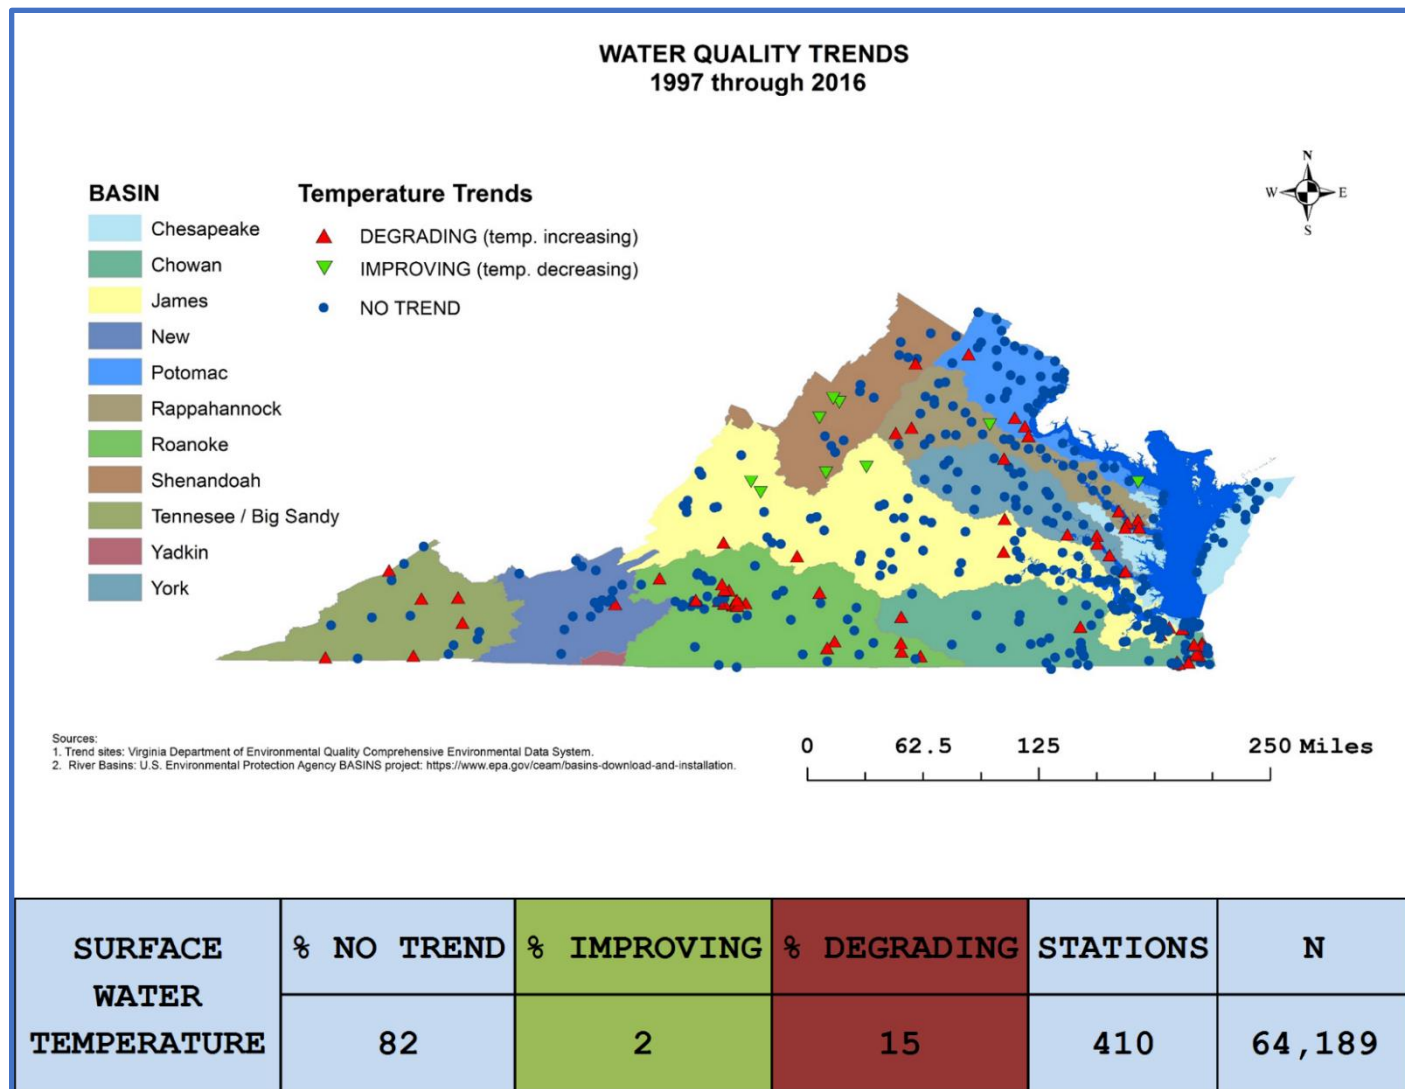 WATER QUALITY TRENDS
1997 through 2016
N
W E
S
BASIN
Chesapeake
Chowan
James
New
Potomac
Rappahannock
Roanoke
Shenandoah
Tennesee / Big Sandy
Yadkin
York
Temperature Trends
DEGRADING (temp. increasing)
IMPROVING (temp. decreasing)
NO TREND
Sources:
1. Trend sites: Virginia Department of Environmental Quality Comprehensive Environmental Data System.
2. River Basins: U.S. Environmental Protection Agency BASINS project: https://www.epa.gov/ceam/basins-download-and-installation.
0 62.5 125 250 Miles
SURFACE
WATER
TEMPERATURE
% NO TREND % IMPROVING % DEGRADING STATIONS N
82 2 15 410 64,189